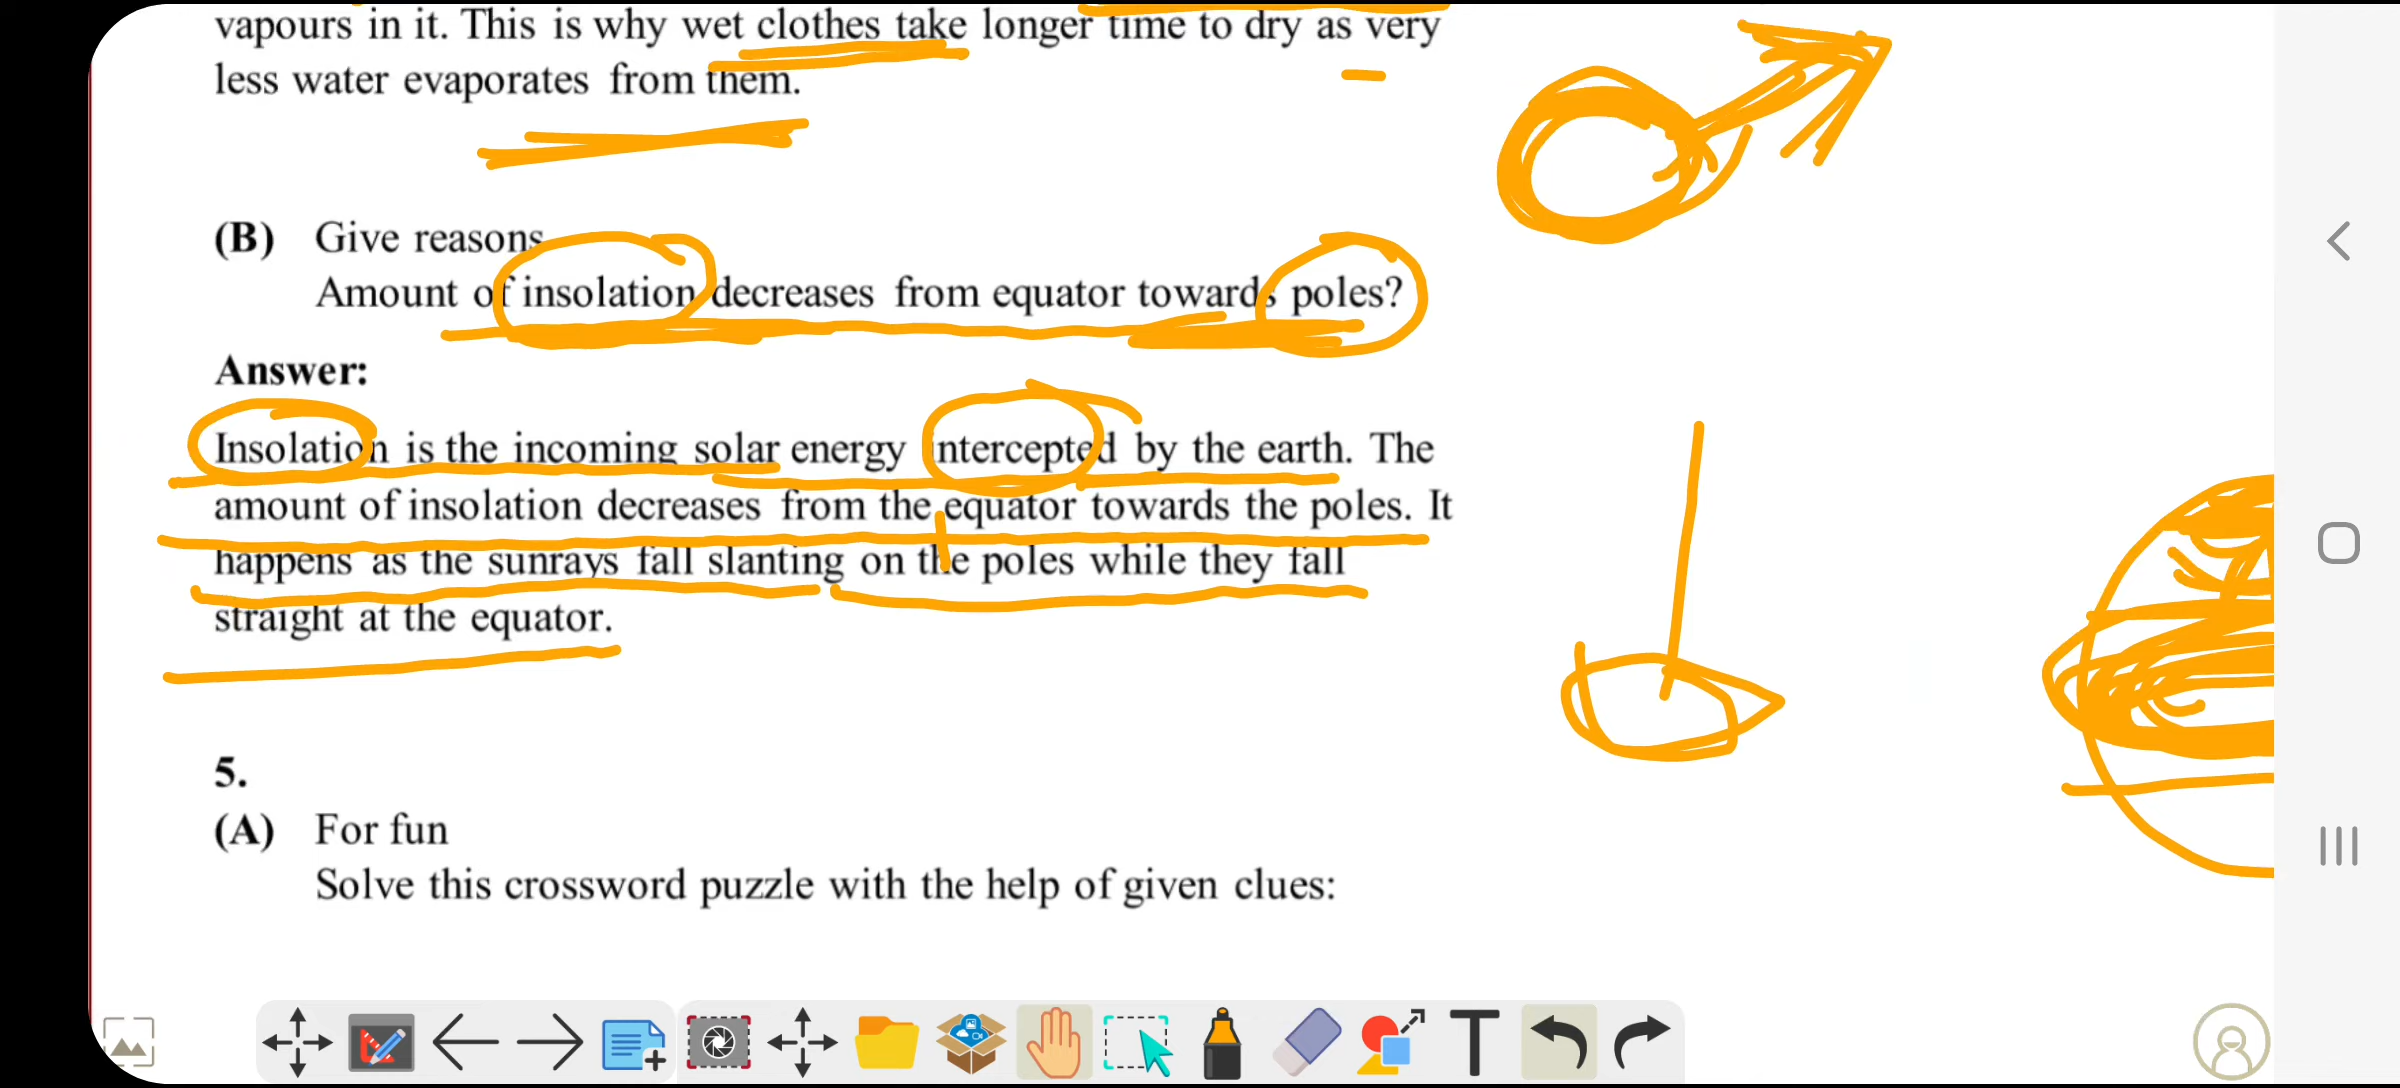 vapours in it. This is why wet clothes take longer time to dry as very
less water evaporates from them.
(B) Give reasons
Amount of insolation decreases from equator towards poles?
Answer:
Insolation is the incoming solar energy intercepted by the earth. The
amount of insolation decreases from the equator towards the poles. It
happens as the sunrays fall slanting on the poles while they fall
straight at the equator.
5.
(A) For fun
Solve this crossword puzzle with the help of given clues: